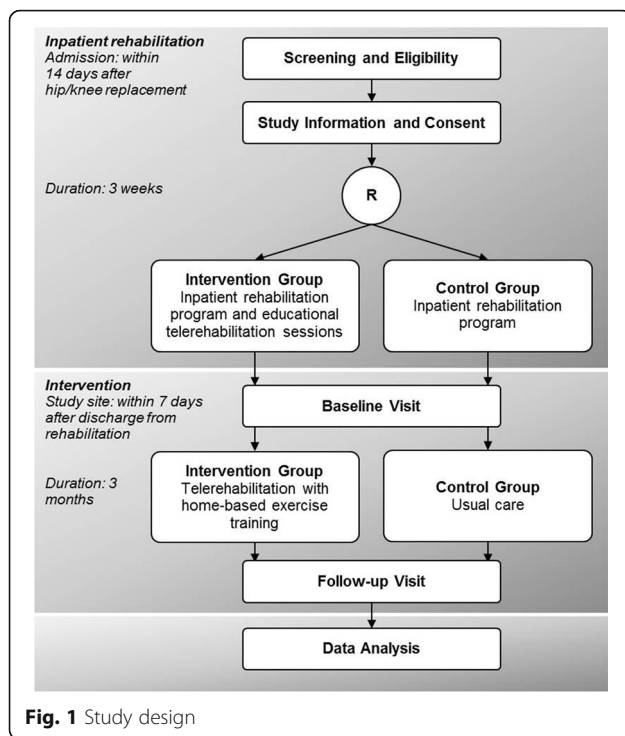 Inpatient rehabilitation
Admission: within
14 days after
hip/knee replacement
Screening and Eligibility
Study Information and Consent
Duration: 3 weeks
R
Intervention Group
Inpatient rehabilitation
program and educational
telerehabilitation sessions
Control Group
Inpatient rehabilitation
program
Intervention
Study site: within 7 days
after discharge from
rehabilitation
Baseline Visit
Duration: 3
months
Intervention Group
Telerehabilitation with
home-based exercise
training
Control Group
Usual care
Follow-up Visit
Data Analysis
Fig. 1 Study design